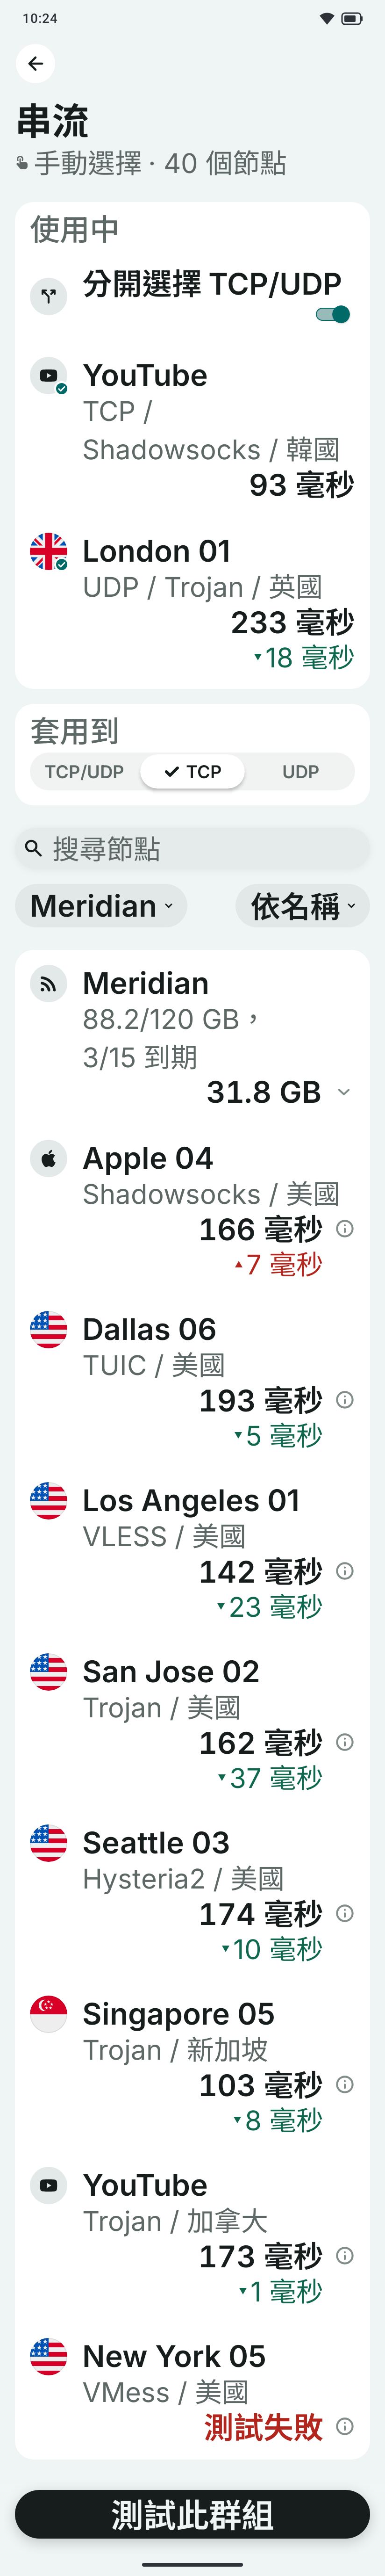 10:24
串流
手動選擇 · 40 個節點
使用中
分開選擇 TCP/UDP
YouTube
TCP /
Shadowsocks / 韓國
93 毫秒
London 01
UDP / Trojan / 英國
233 毫秒
▾18 毫秒
套用到
TCP/UDP
TCP
UDP
搜尋節點
Meridian
依名稱
Meridian
88.2/120 GB，
3/15 到期
31.8 GB
Apple 04
Shadowsocks / 美國
166 毫秒
▴7 毫秒
Dallas 06
TUIC / 美國
193 毫秒
▾5 毫秒
Los Angeles 01
VLESS / 美國
142 毫秒
▾23 毫秒
San Jose 02
Trojan / 美國
162 毫秒
▾37 毫秒
Seattle 03
Hysteria2 / 美國
174 毫秒
▾10 毫秒
Singapore 05
Trojan / 新加坡
103 毫秒
▾8 毫秒
YouTube
Trojan / 加拿大
173 毫秒
▾1 毫秒
New York 05
VMess / 美國
測試失敗
測試此群組